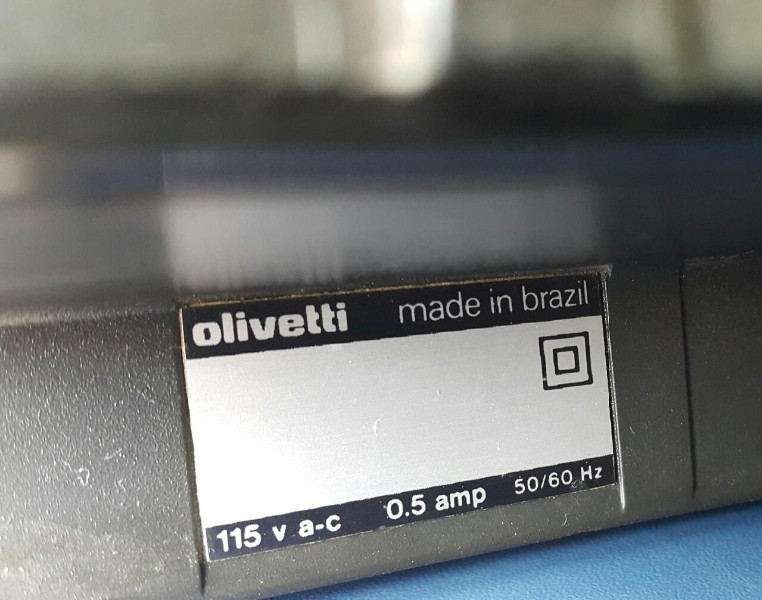 olivetti made in brazil
115 v a-c 0.5 amp 50/60 Hz